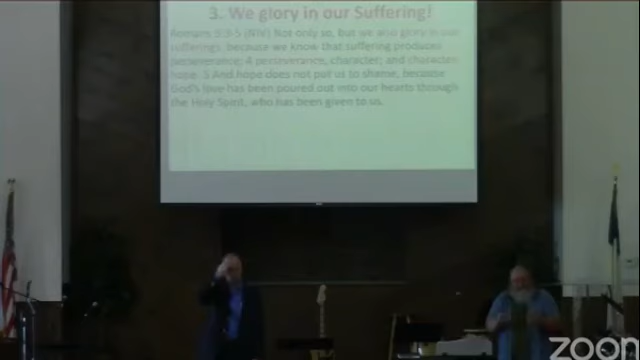 3. We glory in our Suffering!
Romans 5:3-5 (NIV) Not only so, but we also glory in our
sufferings, because we know that suffering produces
perseverance; 4 perseverance, character; and character,
hope. 5 And hope does not put us to shame, because
God's love has been poured out into our hearts through
the Holy Spirit, who has been given to us.
zoom